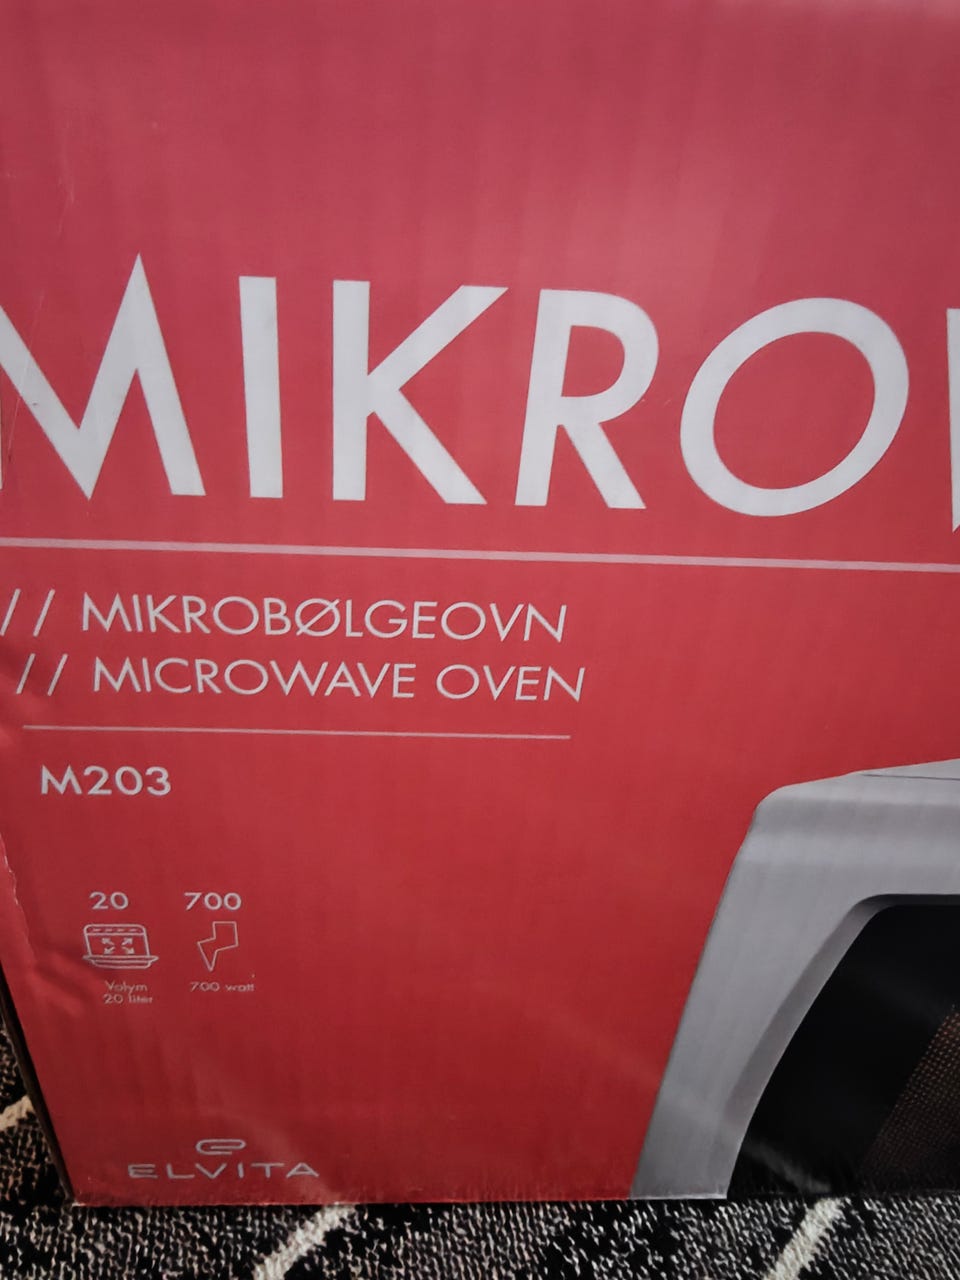 MIKRO
// MIKROBØLGEOVN
// MICROWAVE OVEN
M203
20 700
Volym 700 watt
20 liter
ELVITA